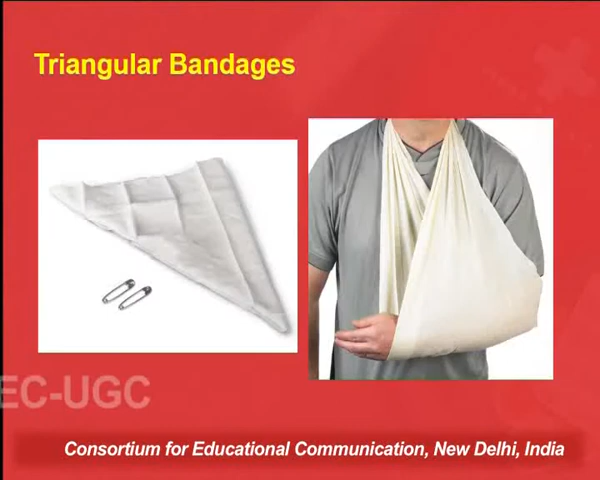 Triangular Bandages
EC-UGC
Consortium for Educational Communication, New Delhi, India